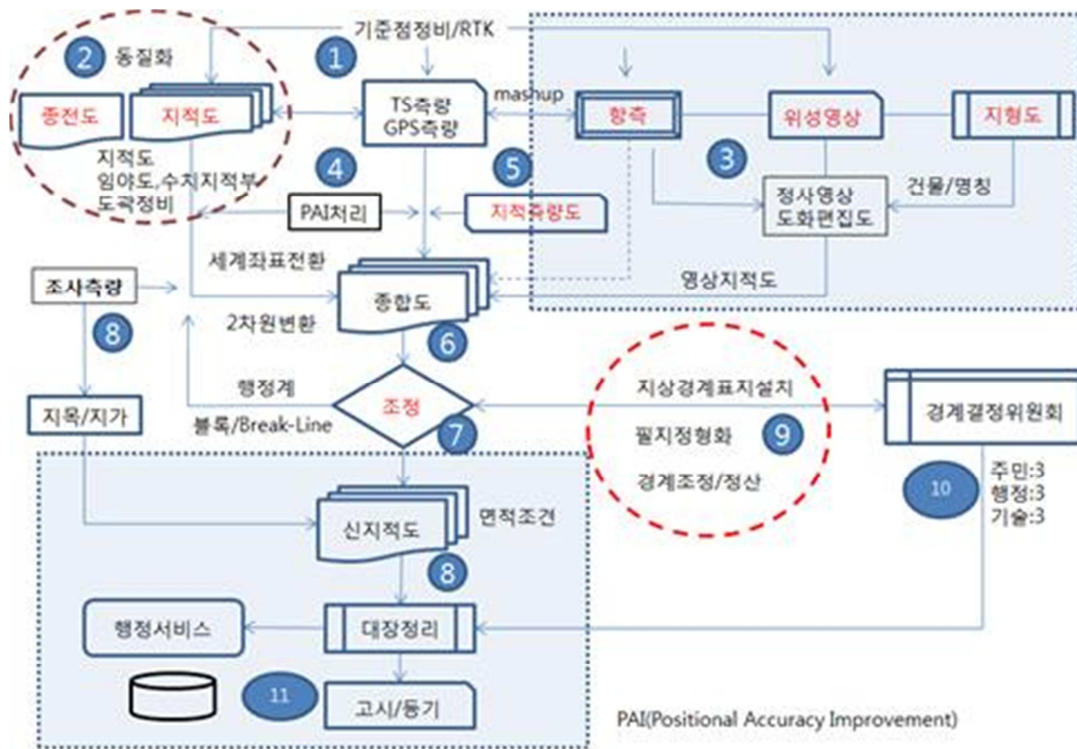 기준점정비/RTK
2
동질화
1
종전도
지적도
TS측량
GPS측량
mashup
항측
위성영상
지형도
지적도
임야도,수치지적부
도곽정비
4
5
3
PAI처리
지적측량도
정사영상
도화편집도
건물/명칭
세계좌표전환
조사측량
종합도
영상지적도
8
2차원변환
6
행정계
조정
지상경계표지설치
경계결정위원회
지목/지가
블록/Break-Line
7
필지정형화
9
경계조정/정산
10
주민:3
행정:3
기술:3
신지적도
면적조건
8
행정서비스
대장정리
11
고시/등기
PAI(Positional Accuracy Improvement)